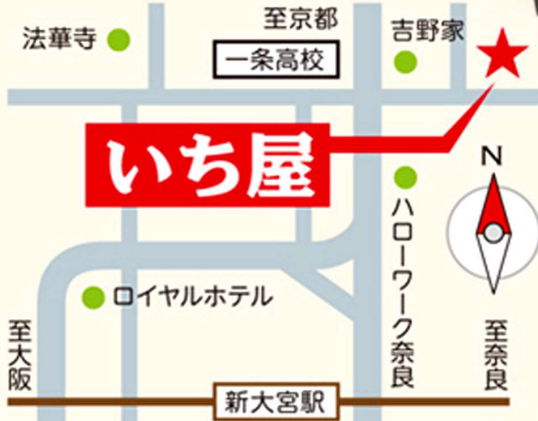 至京都
法華寺
一条高校
吉野家
いち屋
N
ハローワーク奈良
ロイヤルホテル
至大阪
至奈良
新大宮駅